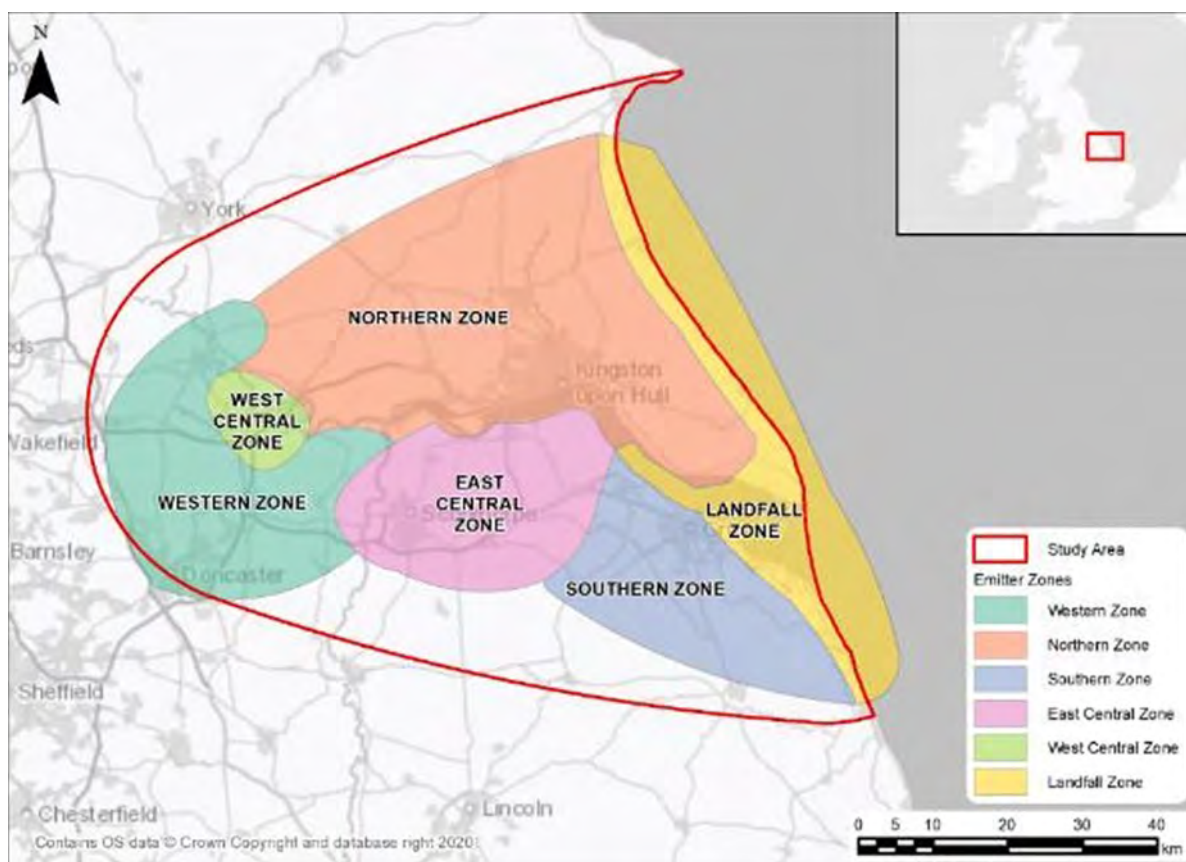 N
York
NORTHERN ZONE
Kingston
upon Hull
WEST
CENTRAL
ZONE
Wakefield
EAST
CENTRAL
ZONE
WESTERN ZONE
LANDFALL
ZONE
Barnsley
Doncaster
SOUTHERN ZONE
Sheffield
Chesterfield
Lincoln
Contains OS data © Crown Copyright and database right 2020
Study Area
Emitter Zones
Western Zone
Northern Zone
Southern Zone
East Central Zone
West Central Zone
Landfall Zone
0 5 10 20 30 40
km